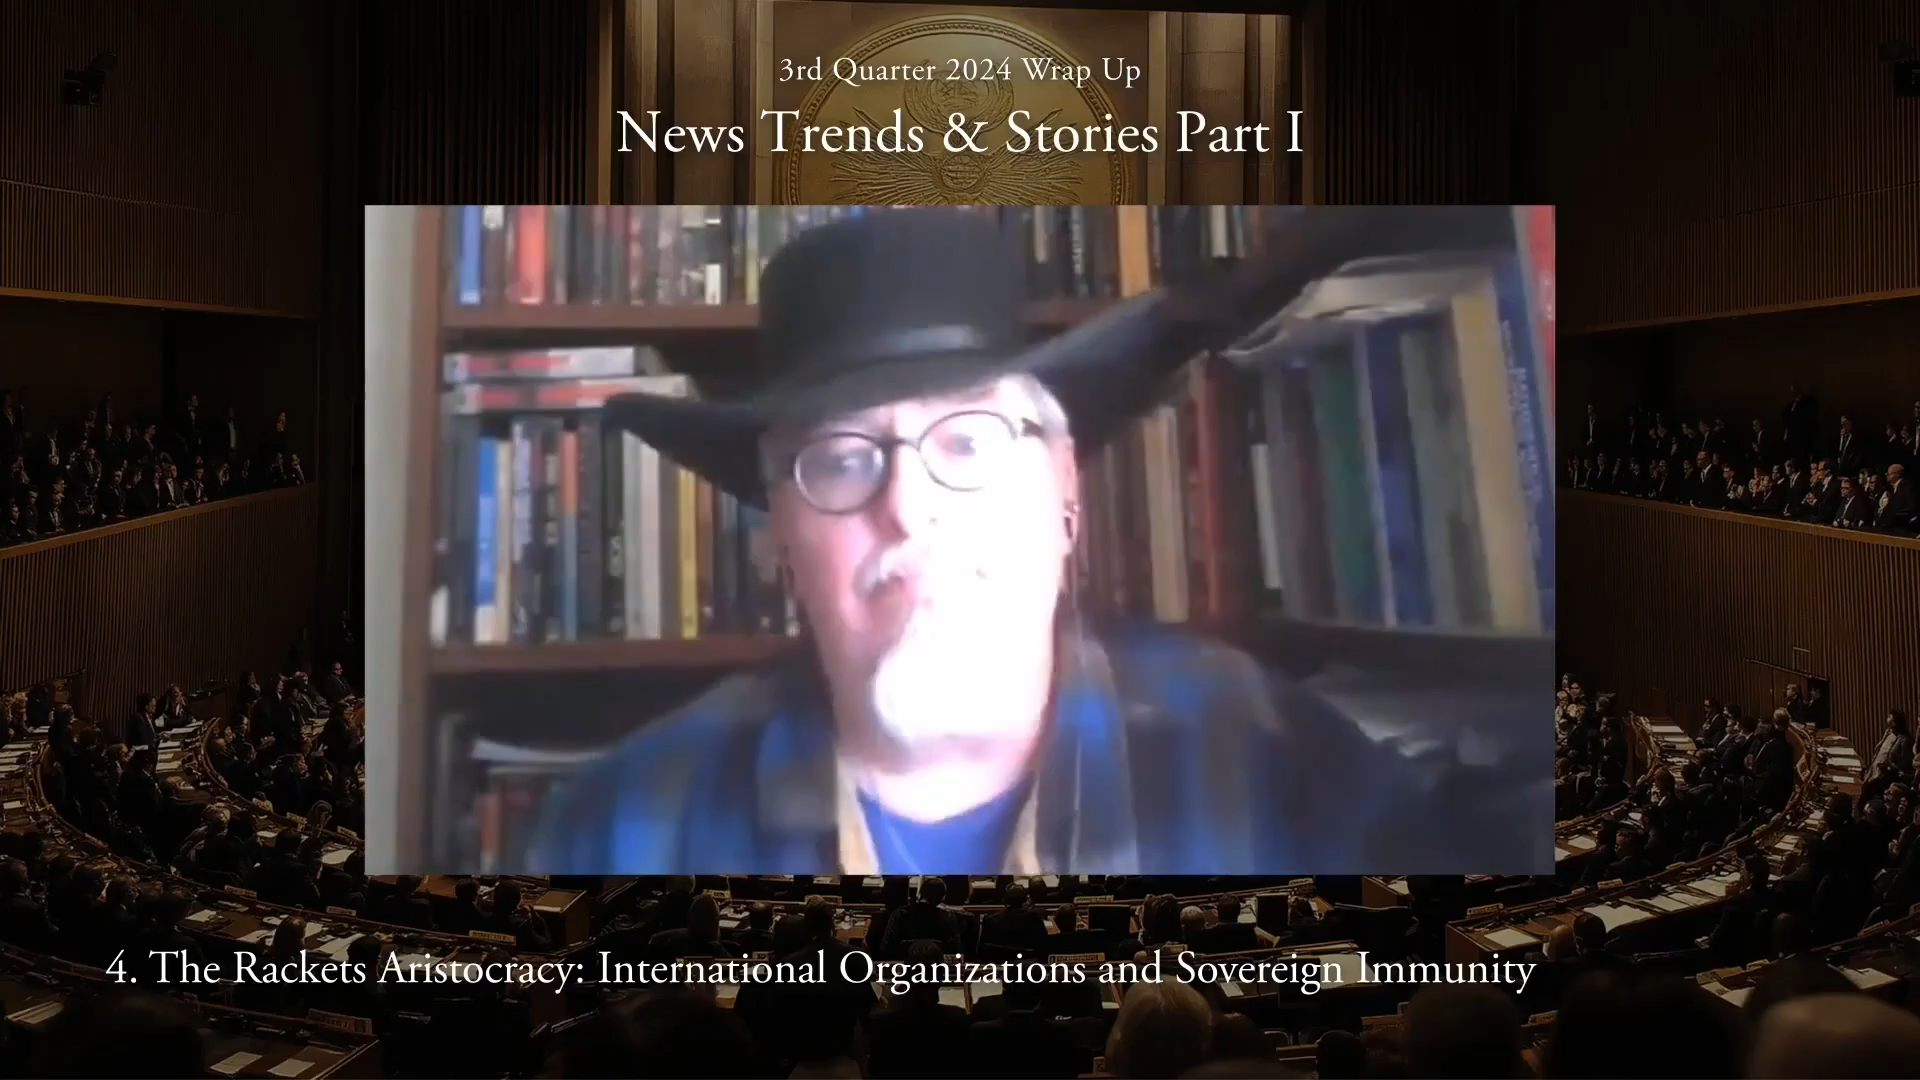 3rd Quarter 2024 Wrap Up
News Trends & Stories Part I
4. The Rackets Aristocracy: International Organizations and Sovereign Immunity